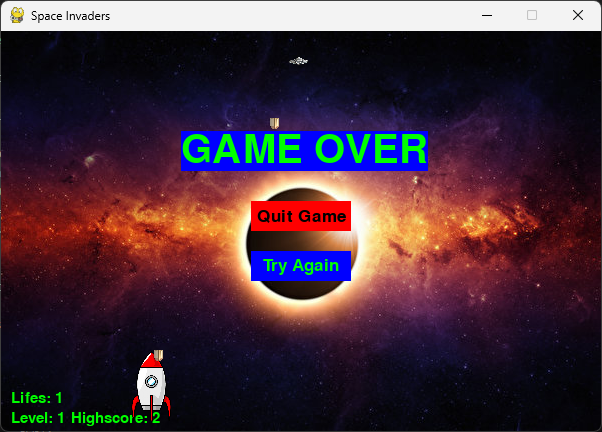 Space Invaders
GAME OVER
Quit Game
Try Again
Lifes: 1
Level: 1 Highscore: 2